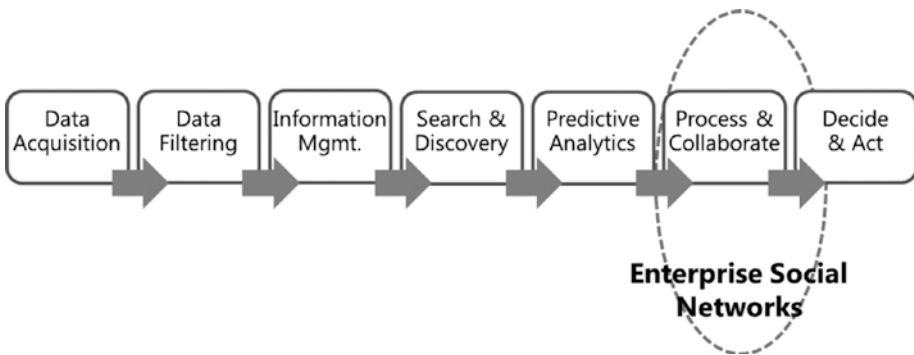 Data
Acquisition
Data
Filtering
Information
Mgmt.
Search &
Discovery
Predictive
Analytics
Process &
Collaborate
Decide
& Act
Enterprise Social
Networks